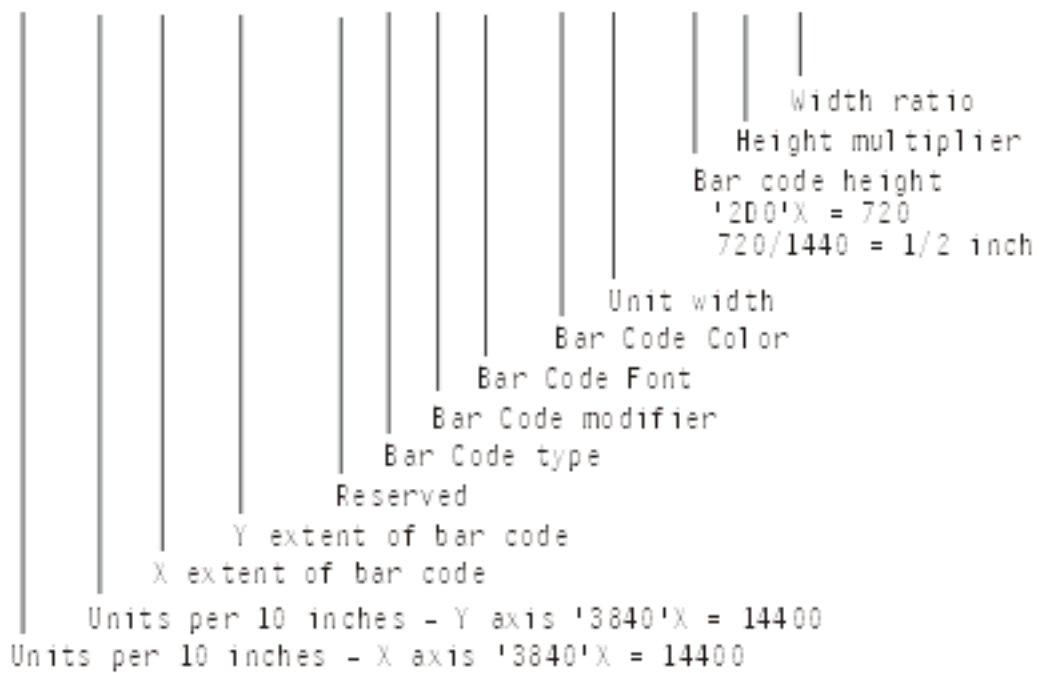 Width ratio
Height multiplier
Bar code height
'2D0'X = 720
720/1440 = 1/2 inch
Unit width
Bar Code Color
Bar Code Font
Bar Code modifier
Bar Code type
Reserved
Y extent of bar code
X extent of bar code
Units per 10 inches - Y axis '3840'X = 14400
Units per 10 inches - X axis '3840'X = 14400